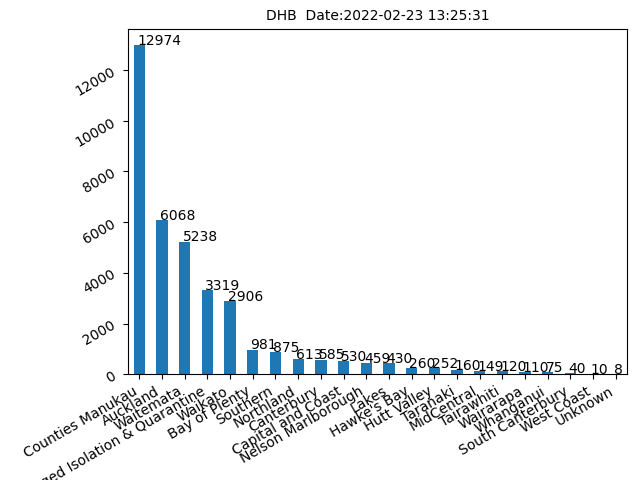 DHB Date:2022-02-23 13:25:31
12974
6068
5238
3319
2906
981
875
613
585
530
459
430
260
252
160
149
120
110
75
40
10
8
12000
10000
8000
6000
4000
2000
0
Counties Manukau
Auckland
Waitemata
Isolation & Quarantine
Waikato
Bay of Plenty
Southern
Northland
Canterbury
Capital and Coast
Nelson Marlborough
Lakes
Hawke's Bay
Hutt Valley
Taranaki
MidCentral
Tairawhiti
Wairarapa
Whanganui
South Canterbury
West Coast
Unknown